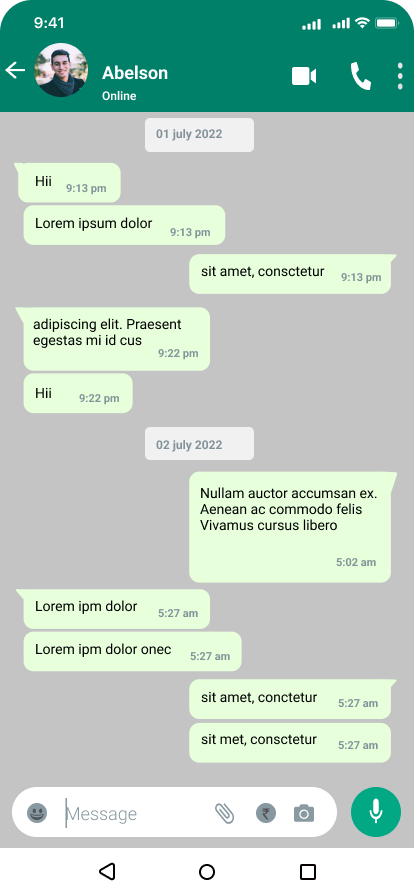 9:41
Abelson
Online
01 july 2022
Hii 9:13 pm
Lorem ipsum dolor 9:13 pm
sit amet, consctetur 9:13 pm
adipiscing elit. Praesent
egestas mi id cus
9:22 pm
Hii 9:22 pm
02 july 2022
Nullam auctor accumsan ex.
Aenean ac commodo felis
Vivamus cursus libero
5:02 am
Lorem ipm dolor 5:27 am
Lorem ipm dolor onec 5:27 am
sit amet, conctetur 5:27 am
sit met, consctetur 5:27 am
Message ₹